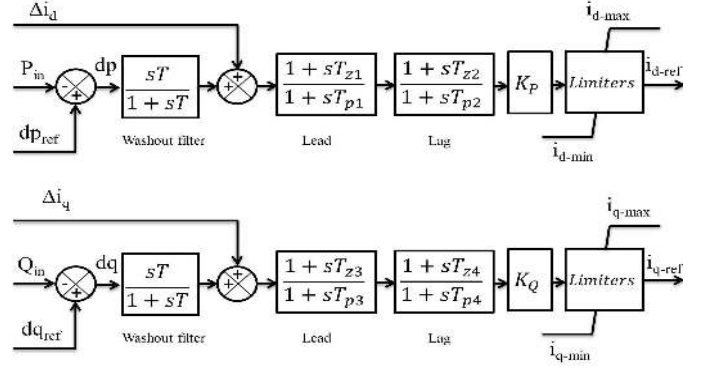 Δi_d
i_d-max
P_in
dp
sT
1 + sT
1 + sT_z1
1 + sT_p1
1 + sT_z2
1 + sT_p2
K_P
Limiters
i_d-ref
dp_ref
Washout filter
Lead
Lag
i_d-min
Δi_q
i_q-max
Q_in
dq
sT
1 + sT
1 + sT_z3
1 + sT_p3
1 + sT_z4
1 + sT_p4
K_Q
Limiters
i_q-ref
dq_ref
Washout filter
Lead
Lag
i_q-min